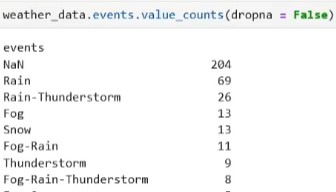 weather_data.events.value_counts(dropna = False)
events
NaN 204
Rain 69
Rain-Thunderstorm 26
Fog 13
Snow 13
Fog-Rain 11
Thunderstorm 9
Fog-Rain-Thunderstorm 8